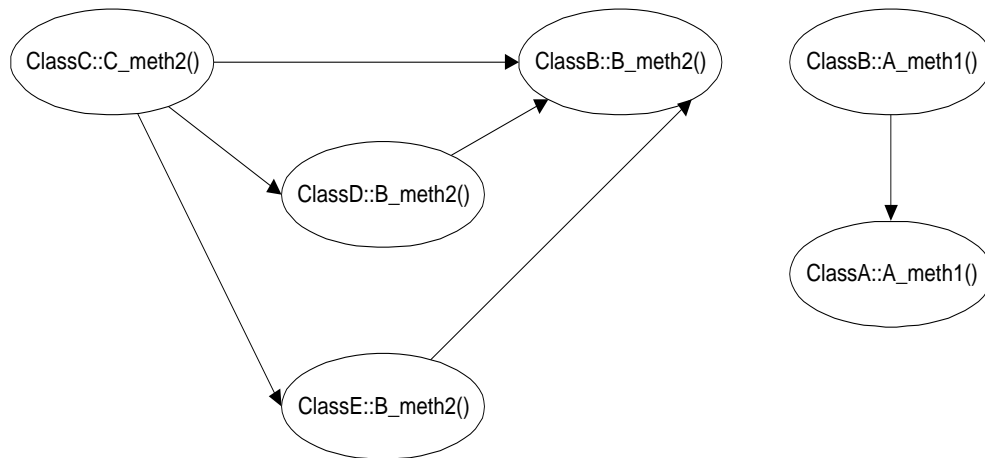 ClassC::C_meth2()
ClassB::B_meth2()
ClassB::A_meth1()
ClassD::B_meth2()
ClassA::A_meth1()
ClassE::B_meth2()